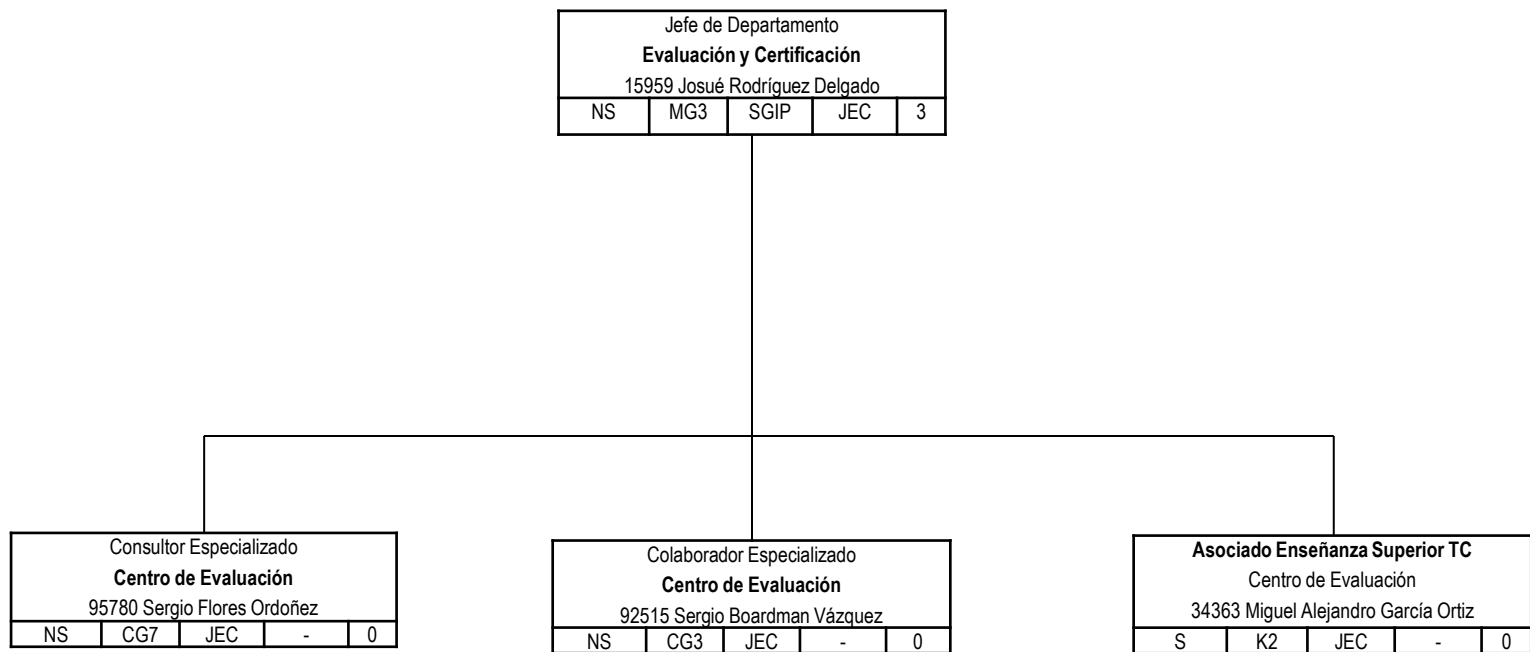 Jefe de Departamento
Evaluación y Certificación
15959 Josué Rodríguez Delgado
NS MG3 SGIP JEC 3
Consultor Especializado
Centro de Evaluación
95780 Sergio Flores Ordoñez
NS CG7 JEC - 0
Colaborador Especializado
Centro de Evaluación
92515 Sergio Boardman Vázquez
NS CG3 JEC - 0
Asociado Enseñanza Superior TC
Centro de Evaluación
34363 Miguel Alejandro García Ortiz
S K2 JEC - 0